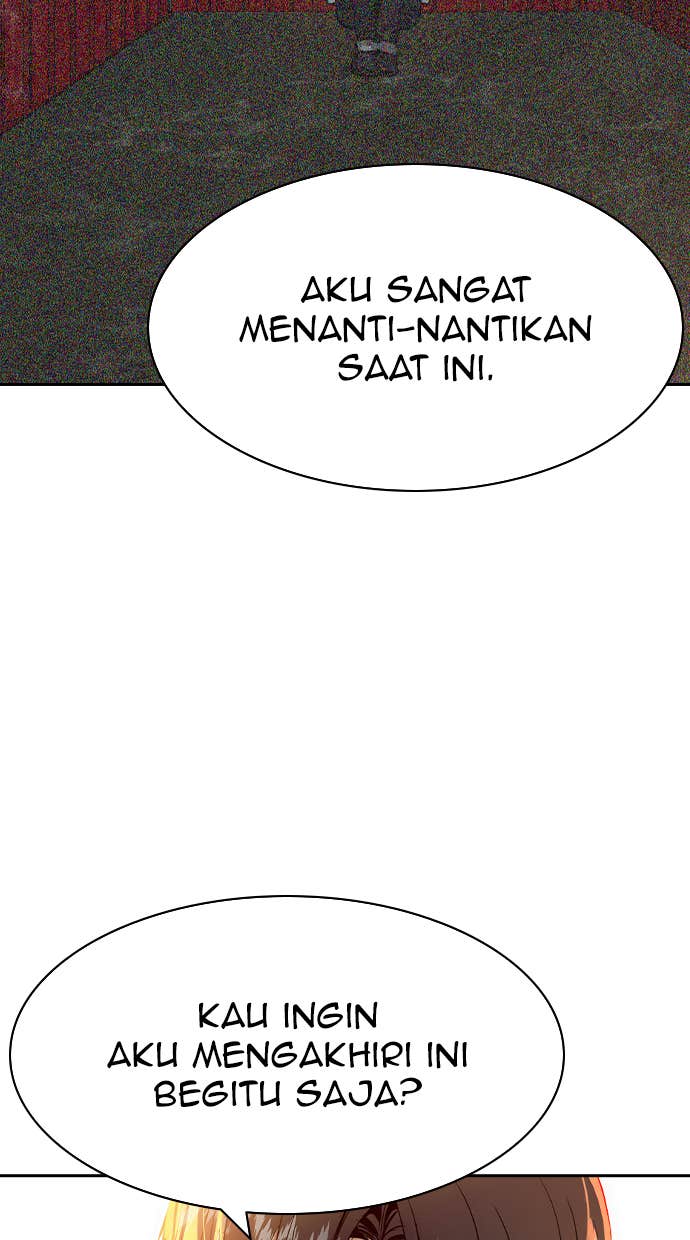 AKU SANGAT
MENANTI-NANTIKAN
SAAT INI.
KAU INGIN
AKU MENGAKHIRI INI
BEGITU SAJA?